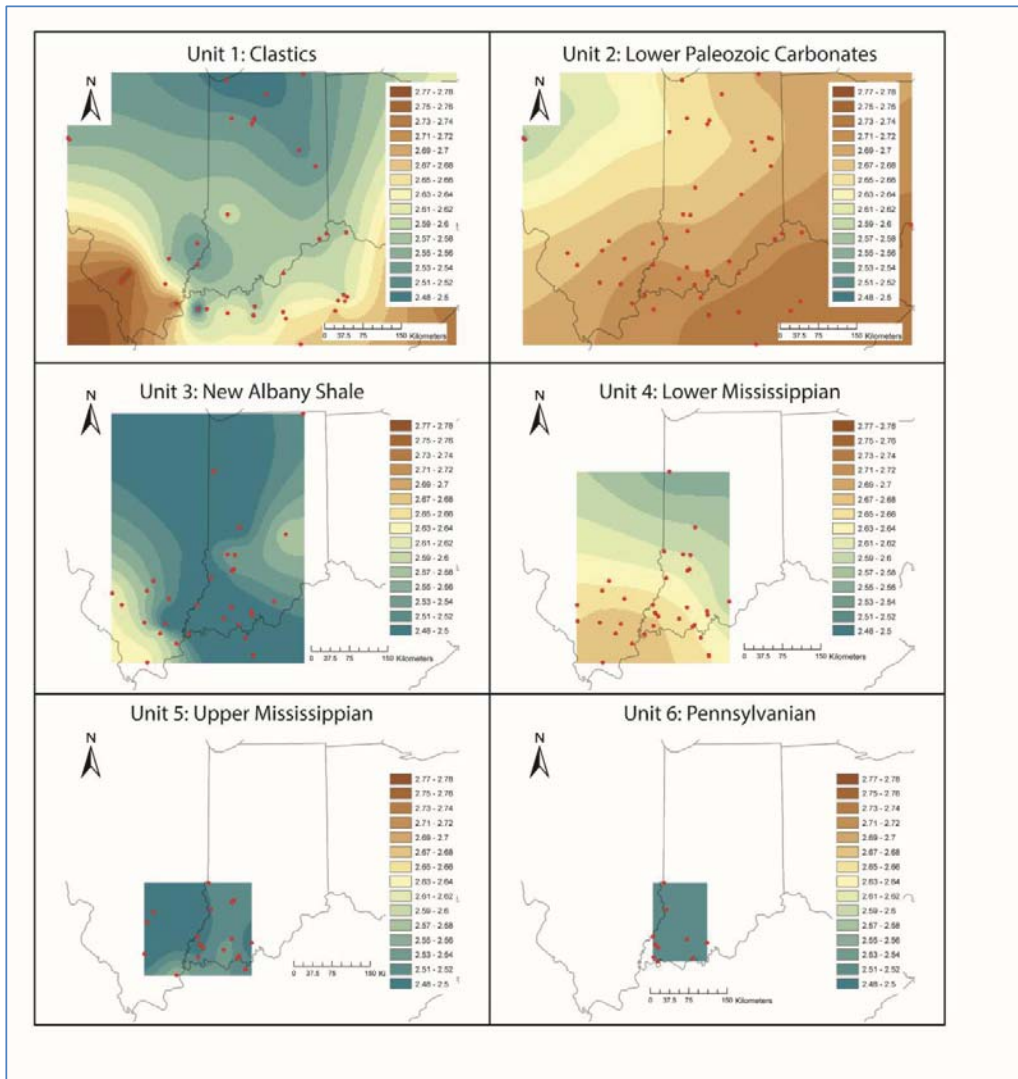 Unit 1: Clastics
N
2.77 - 2.78
2.75 - 2.76
2.73 - 2.74
2.71 - 2.72
2.69 - 2.7
2.67 - 2.68
2.65 - 2.66
2.63 - 2.64
2.61 - 2.62
2.59 - 2.6
2.57 - 2.58
2.55 - 2.56
2.53 - 2.54
2.51 - 2.52
2.48 - 2.5
0 37.5 75 150 Kilometers
Unit 2: Lower Paleozoic Carbonates
N
2.77 - 2.78
2.75 - 2.76
2.73 - 2.74
2.71 - 2.72
2.69 - 2.7
2.67 - 2.68
2.65 - 2.66
2.63 - 2.64
2.61 - 2.62
2.59 - 2.6
2.57 - 2.58
2.55 - 2.56
2.53 - 2.54
2.51 - 2.52
2.48 - 2.5
0 37.5 75 150 Kilometers
Unit 3: New Albany Shale
N
2.77 - 2.78
2.75 - 2.76
2.73 - 2.74
2.71 - 2.72
2.69 - 2.7
2.67 - 2.68
2.65 - 2.66
2.63 - 2.64
2.61 - 2.62
2.59 - 2.6
2.57 - 2.58
2.55 - 2.56
2.53 - 2.54
2.51 - 2.52
2.48 - 2.5
0 37.5 75 150 Kilometers
Unit 4: Lower Mississippian
N
2.77 - 2.78
2.75 - 2.76
2.73 - 2.74
2.71 - 2.72
2.69 - 2.7
2.67 - 2.68
2.65 - 2.66
2.63 - 2.64
2.61 - 2.62
2.59 - 2.6
2.57 - 2.58
2.55 - 2.56
2.53 - 2.54
2.51 - 2.52
2.48 - 2.5
0 37.5 75 150 Kilometers
Unit 5: Upper Mississippian
N
2.77 - 2.78
2.75 - 2.76
2.73 - 2.74
2.71 - 2.72
2.69 - 2.7
2.67 - 2.68
2.65 - 2.66
2.63 - 2.64
2.61 - 2.62
2.59 - 2.6
2.57 - 2.58
2.55 - 2.56
2.53 - 2.54
2.51 - 2.52
2.48 - 2.5
0 37.5 75 150 Ki
Unit 6: Pennsylvanian
N
2.77 - 2.78
2.75 - 2.76
2.73 - 2.74
2.71 - 2.72
2.69 - 2.7
2.67 - 2.68
2.65 - 2.66
2.63 - 2.64
2.61 - 2.62
2.59 - 2.6
2.57 - 2.58
2.55 - 2.56
2.53 - 2.54
2.51 - 2.52
2.48 - 2.5
0 37.5 75 150 Kilometers